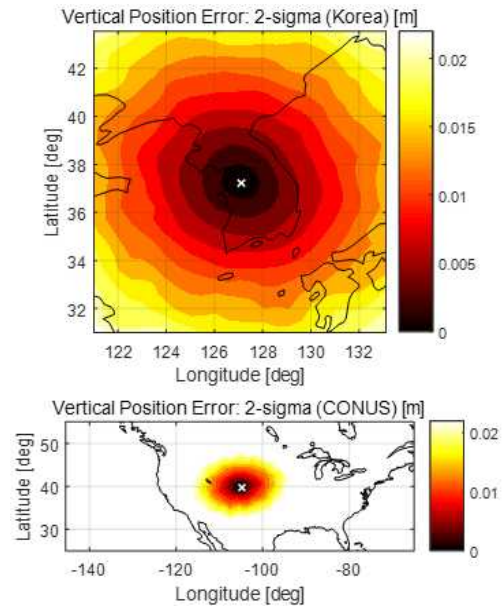 Vertical Position Error: 2-sigma (Korea) [m]
42
40
38
36
34
32
Latitude [deg]
122 124 126 128 130 132
Longitude [deg]
0.02
0.015
0.01
0.005
0
Vertical Position Error: 2-sigma (CONUS) [m]
50
40
30
Latitude [deg]
-140 -120 -100 -80
Longitude [deg]
0.02
0.01
0